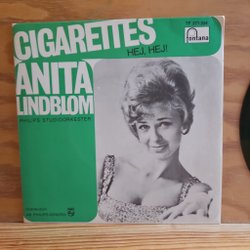 CIGARETTES
HEJ, HEJ!
fontana
ANITA
LINDBLOM
PHILIPS STUDIOORKESTER